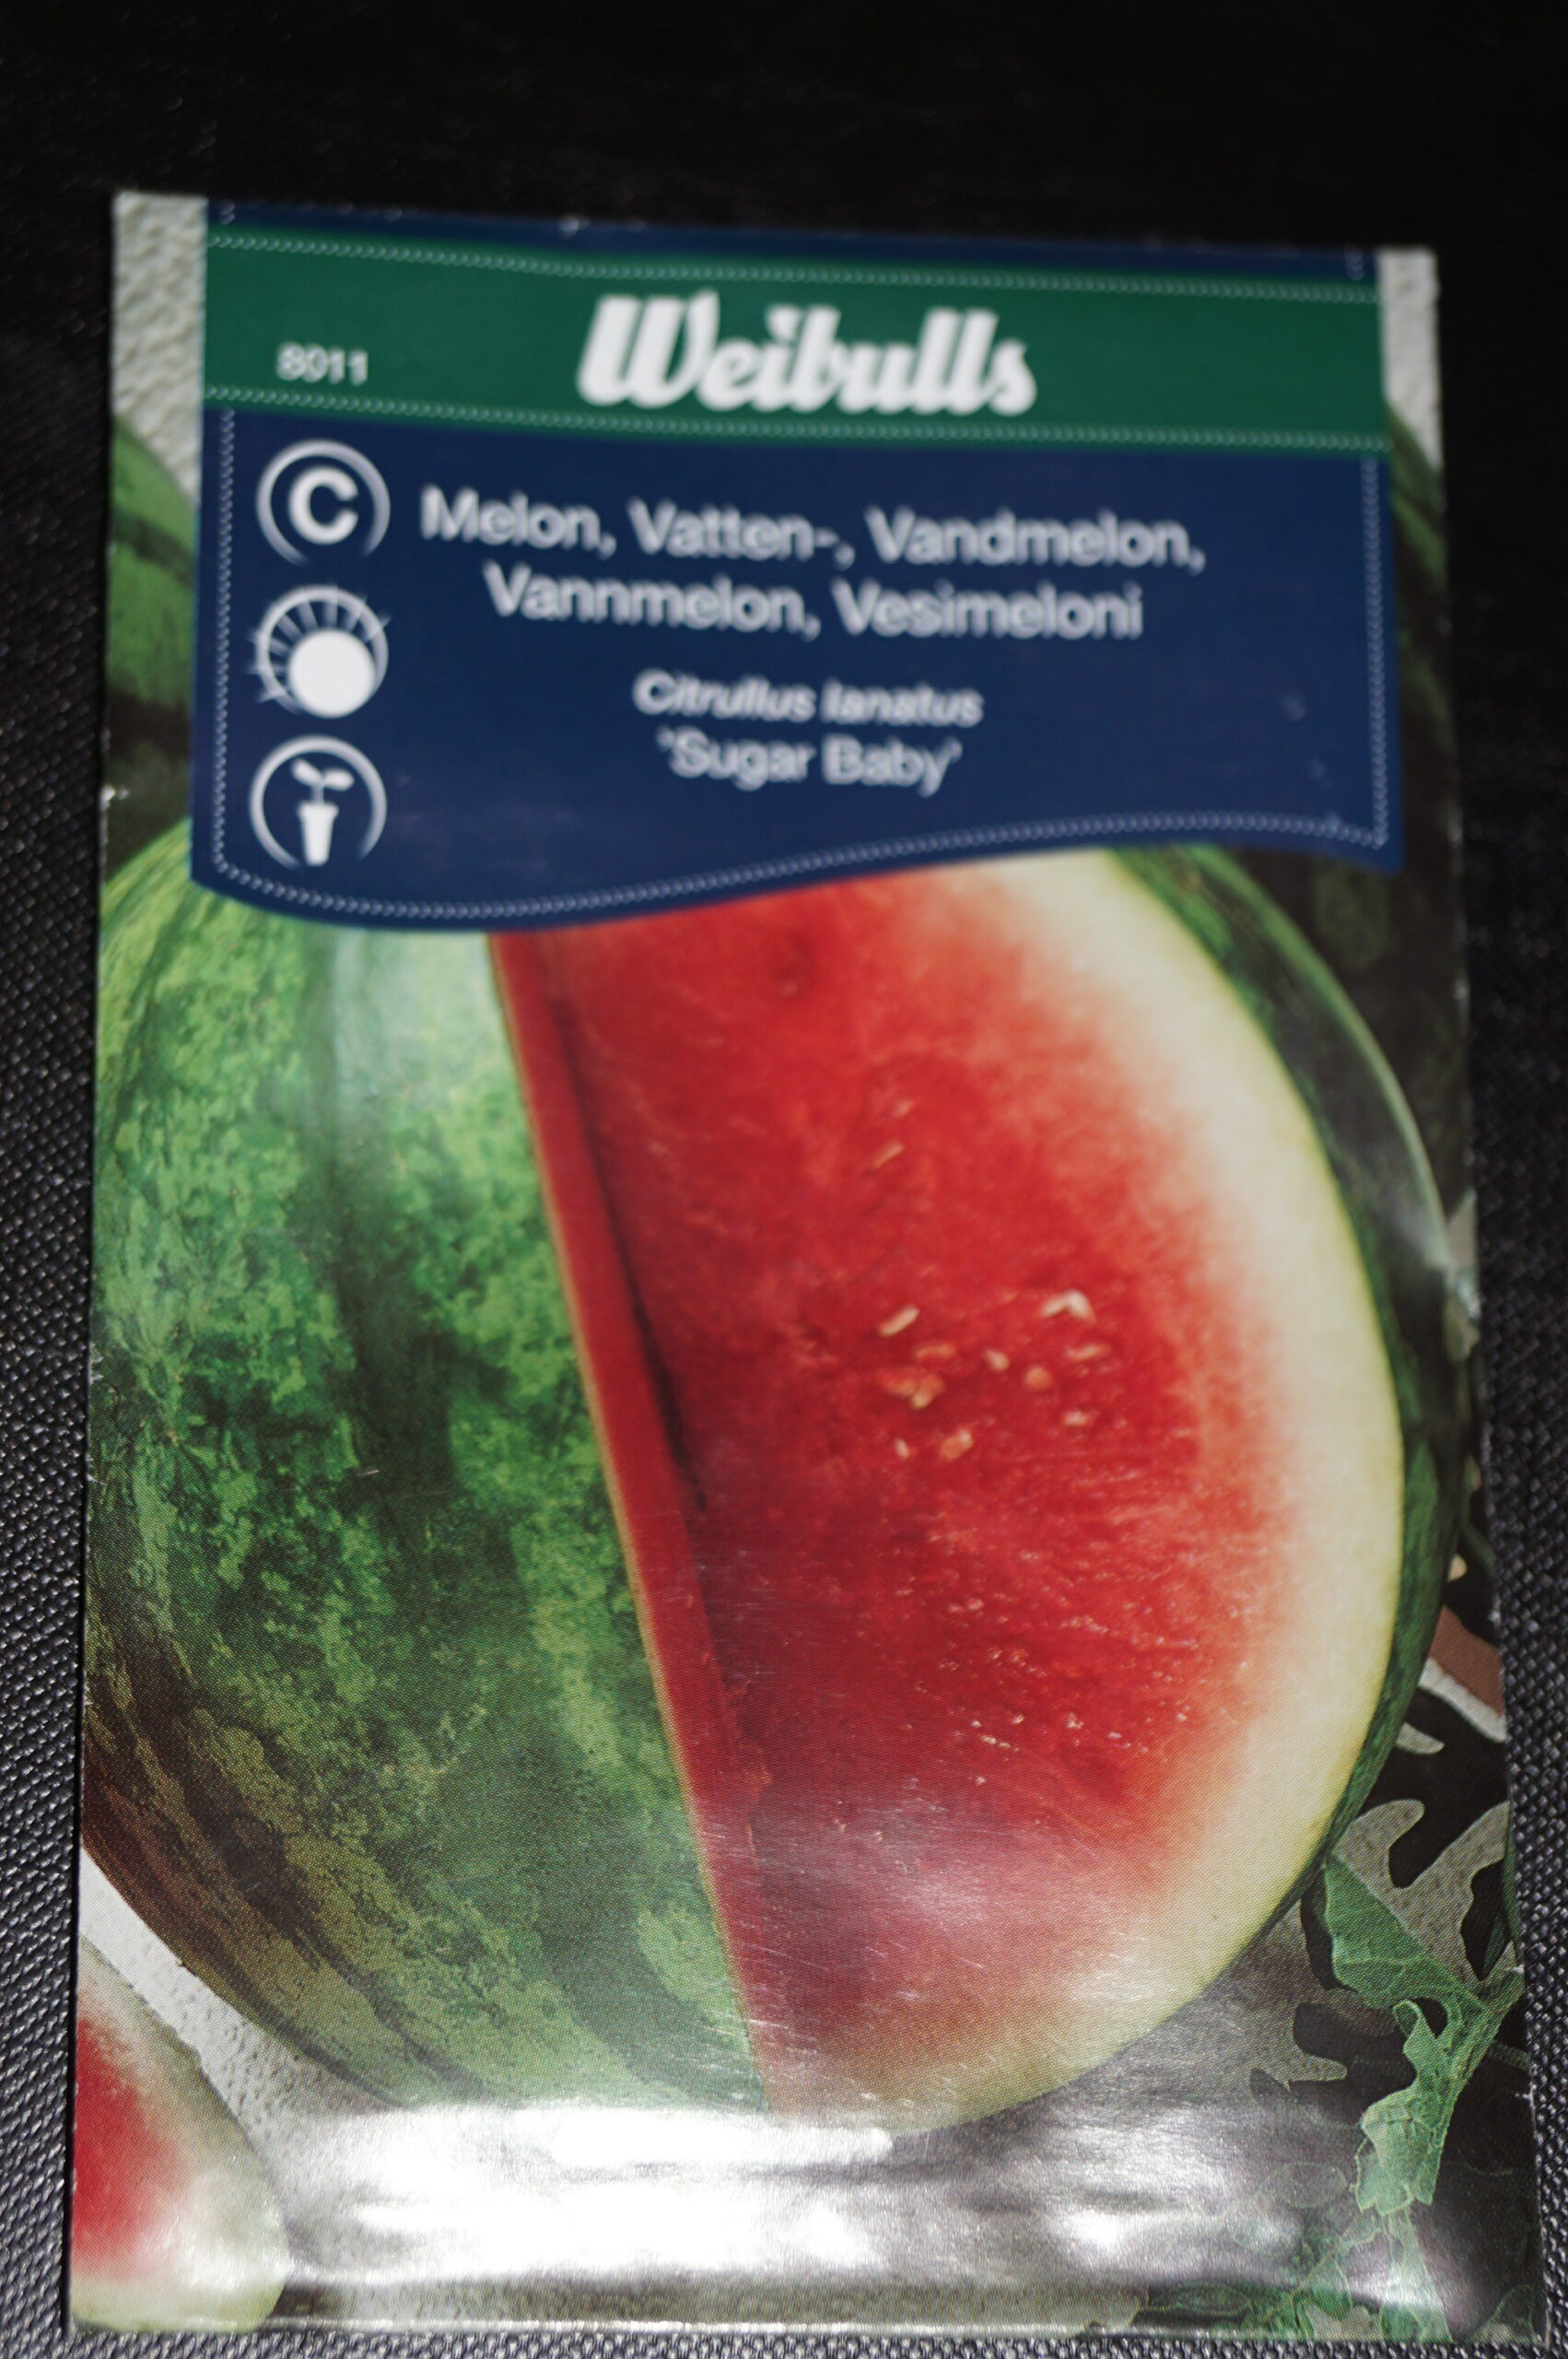 Weibulls
8011
C
Melon, Vatten-, Vandmelon,
Vannmelon, Vesimeloni
Citrullus lanatus
'Sugar Baby'